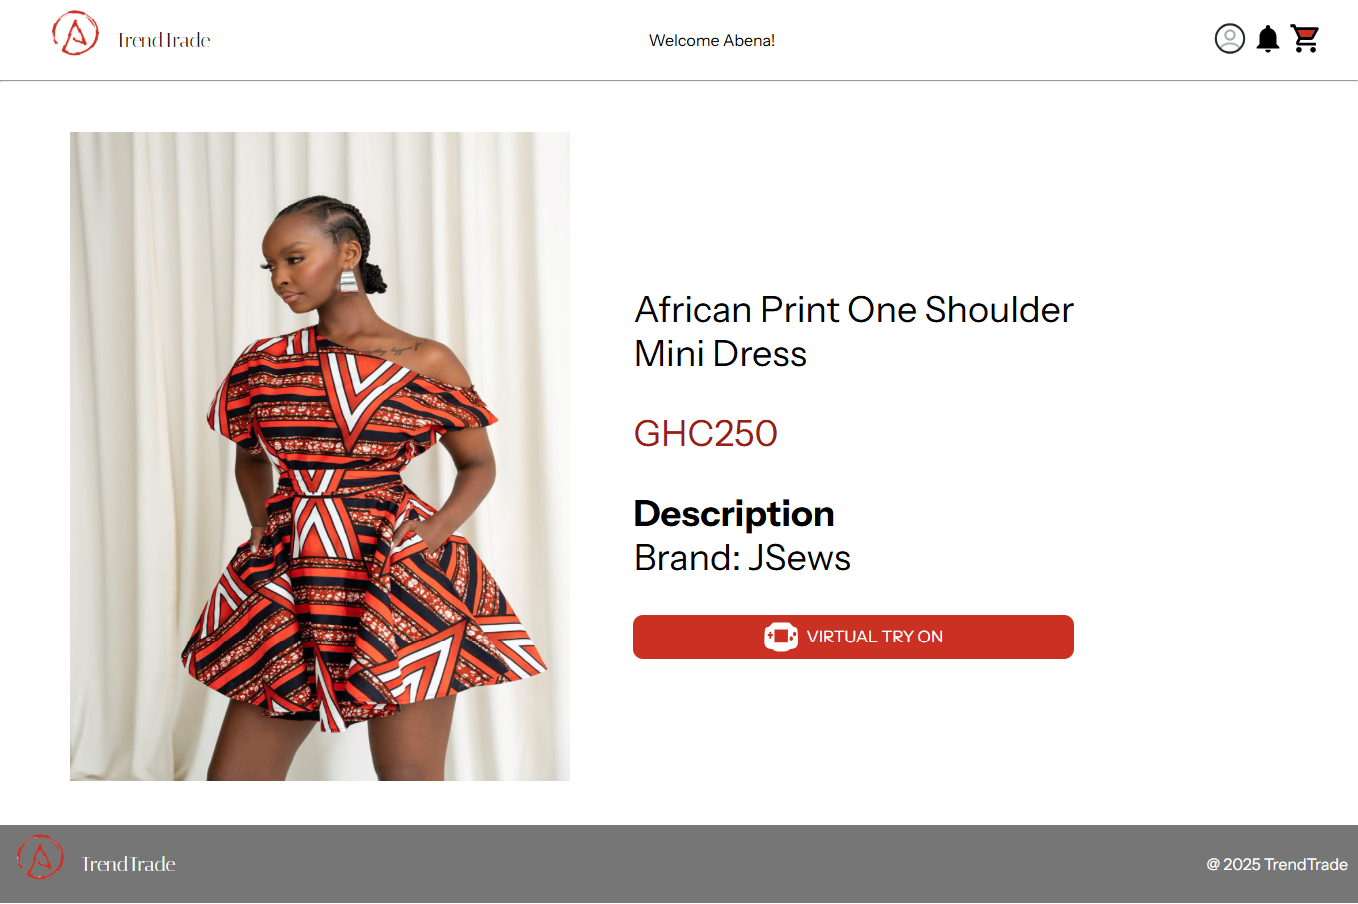 TrendTrade
Welcome Abena!
African Print One Shoulder
Mini Dress
GHC250
Description
Brand: JSews
VIRTUAL TRY ON
TrendTrade
@ 2025 TrendTrade